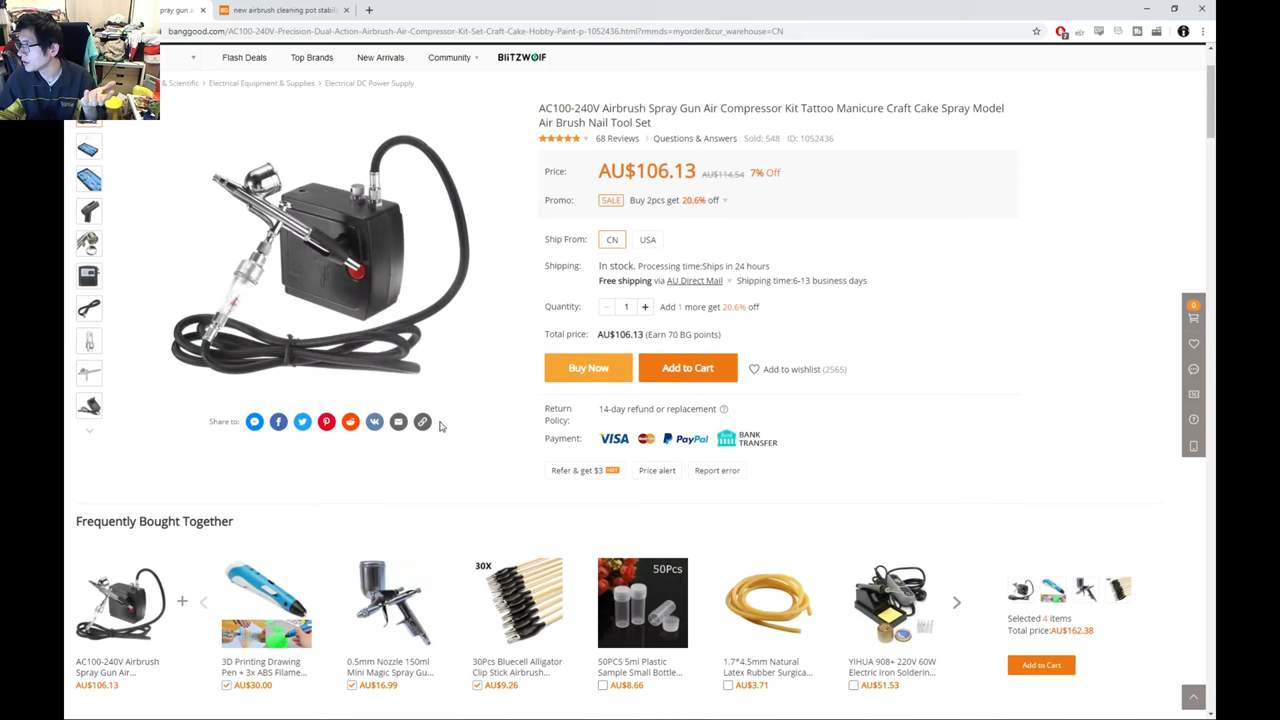 spray gun a
new airbrush cleaning pot stabili
banggood.com/AC100-240V-Precision-Dual-Action-Airbrush-Air-Compressor-Kit-Set-Craft-Cake-Hobby-Paint-p-1052436.html?rmmds=myorder&cur_warehouse=CN
Flash Deals
Top Brands
New Arrivals
Community
BLITZWOLF
& Scientific > Electrical Equipment & Supplies > Electrical DC Power Supply
AC100-240V Airbrush Spray Gun Air Compressor Kit Tattoo Manicure Craft Cake Spray Model
Air Brush Nail Tool Set
68 Reviews | Questions & Answers Sold: 548 ID: 1052436
Price: AU$106.13 AU$114.54 7% Off
Promo: SALE Buy 2pcs get 20.6% off
Ship From: CN USA
Shipping: In stock. Processing time:Ships in 24 hours
Free shipping via AU Direct Mail Shipping time:6-13 business days
Quantity: − 1 + Add 1 more get 20.6% off
0
Total price: AU$106.13 (Earn 70 BG points)
Buy Now Add to Cart Add to wishlist (2565)
Return
Policy:
14-day refund or replacement
Share to:
Payment: VISA PayPal BANK
TRANSFER
Refer & get $3 HOT Price alert Report error
Frequently Bought Together
30X
50Pcs
AC100-240V Airbrush
Spray Gun Air...
AU$106.13
3D Printing Drawing
Pen + 3x ABS Filame...
AU$30.00
0.5mm Nozzle 150ml
Mini Magic Spray Gu...
AU$16.99
30Pcs Bluecell Alligator
Clip Stick Airbrush...
AU$9.26
50PCS 5ml Plastic
Sample Small Bottle...
AU$8.66
1.7*4.5mm Natural
Latex Rubber Surgica...
AU$3.71
YIHUA 908+ 220V 60W
Electric Iron Solderin...
AU$51.53
Selected 4 items
Total price:AU$162.38
Add to Cart